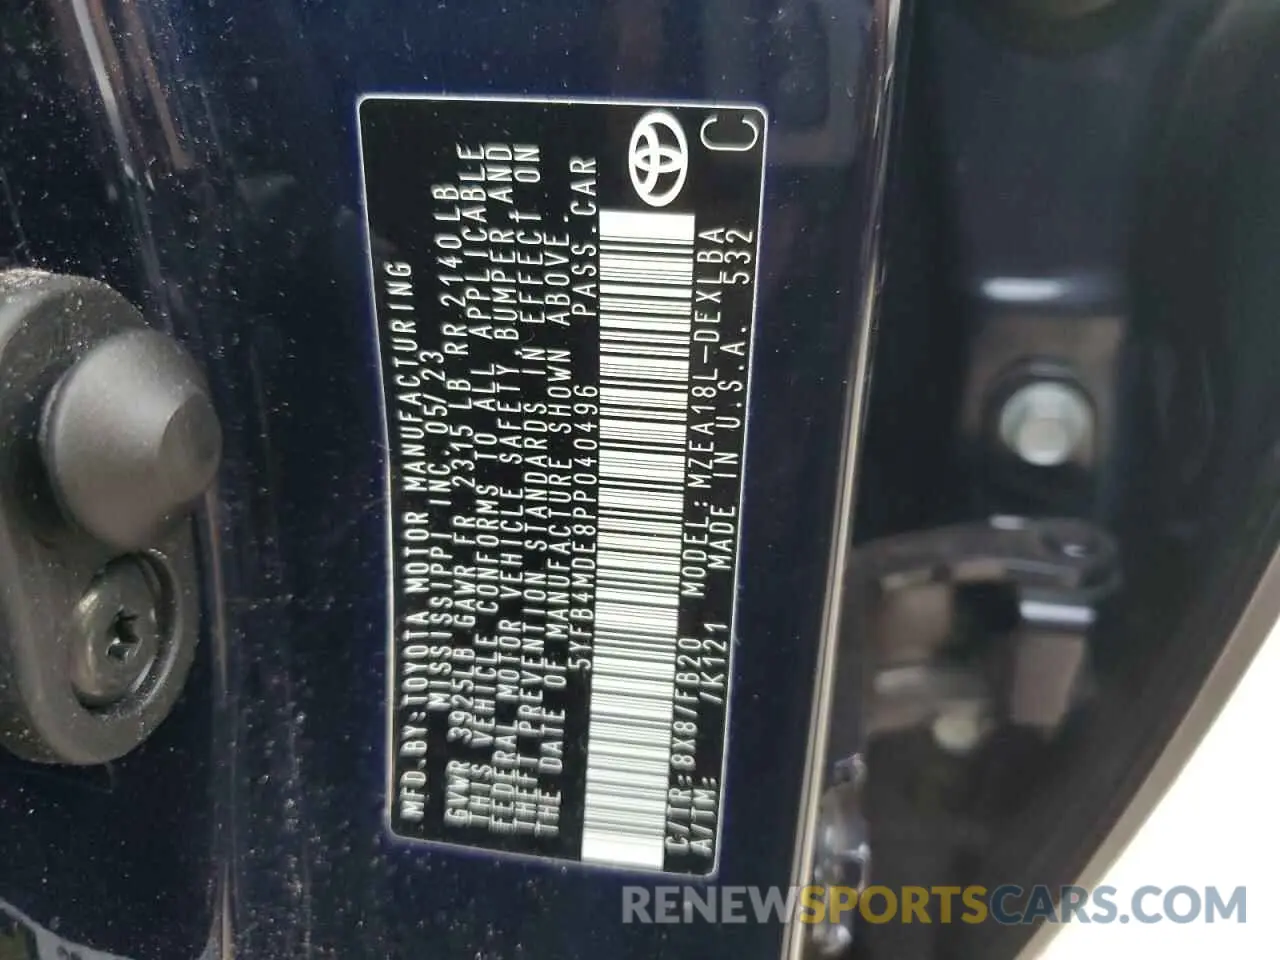 MFD.BY:TOYOTA MOTOR MANUFACTURING
MISSISSIPPI INC. 05/23
GVWR 3925LB GAWR FR 2315 LB RR 2140 LB
THIS VEHICLE CONFORMS TO ALL APPLICABLE
FEDERAL MOTOR VEHICLE SAFETY, BUMPER AND
THEFT PREVENTION STANDARDS IN EFFECT ON
THE DATE OF MANUFACTURE SHOWN ABOVE.
5YFB4MDE8PP040496 PASS.CAR
C/TR: 8X8 /FB20 MODEL: MZEA18L-DEXLBA
A/TM: /K121 MADE IN U.S.A. 532
C
RENEWSPORTSCARS.COM